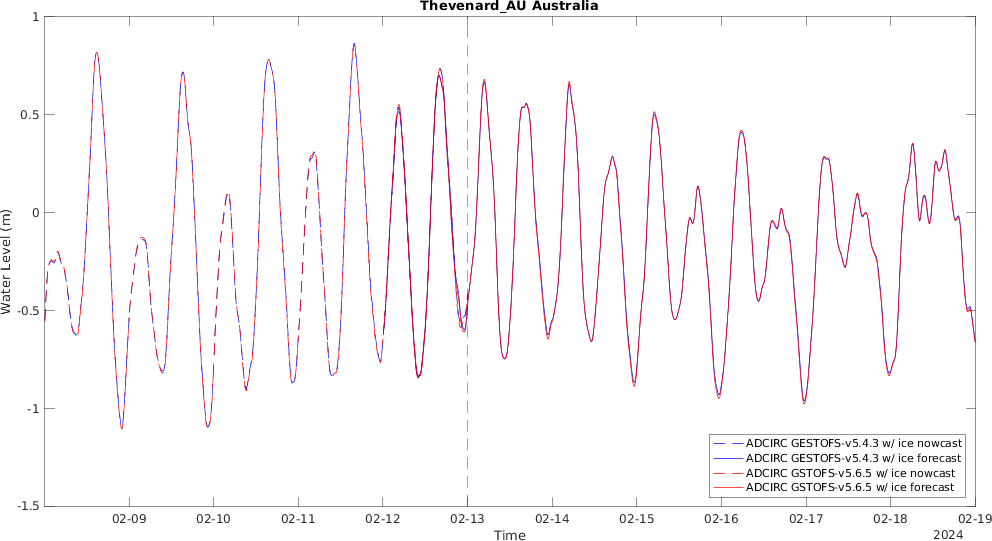 Thevenard_AU Australia
Water Level (m)
1
0.5
0
-0.5
-1
-1.5
02-09
02-10
02-11
02-12
02-13
02-14
02-15
02-16
02-17
02-18
02-19
Time
2024
ADCIRC GESTOFS-v5.4.3 w/ ice nowcast
ADCIRC GESTOFS-v5.4.3 w/ ice forecast
ADCIRC GSTOFS-v5.6.5 w/ ice nowcast
ADCIRC GSTOFS-v5.6.5 w/ ice forecast